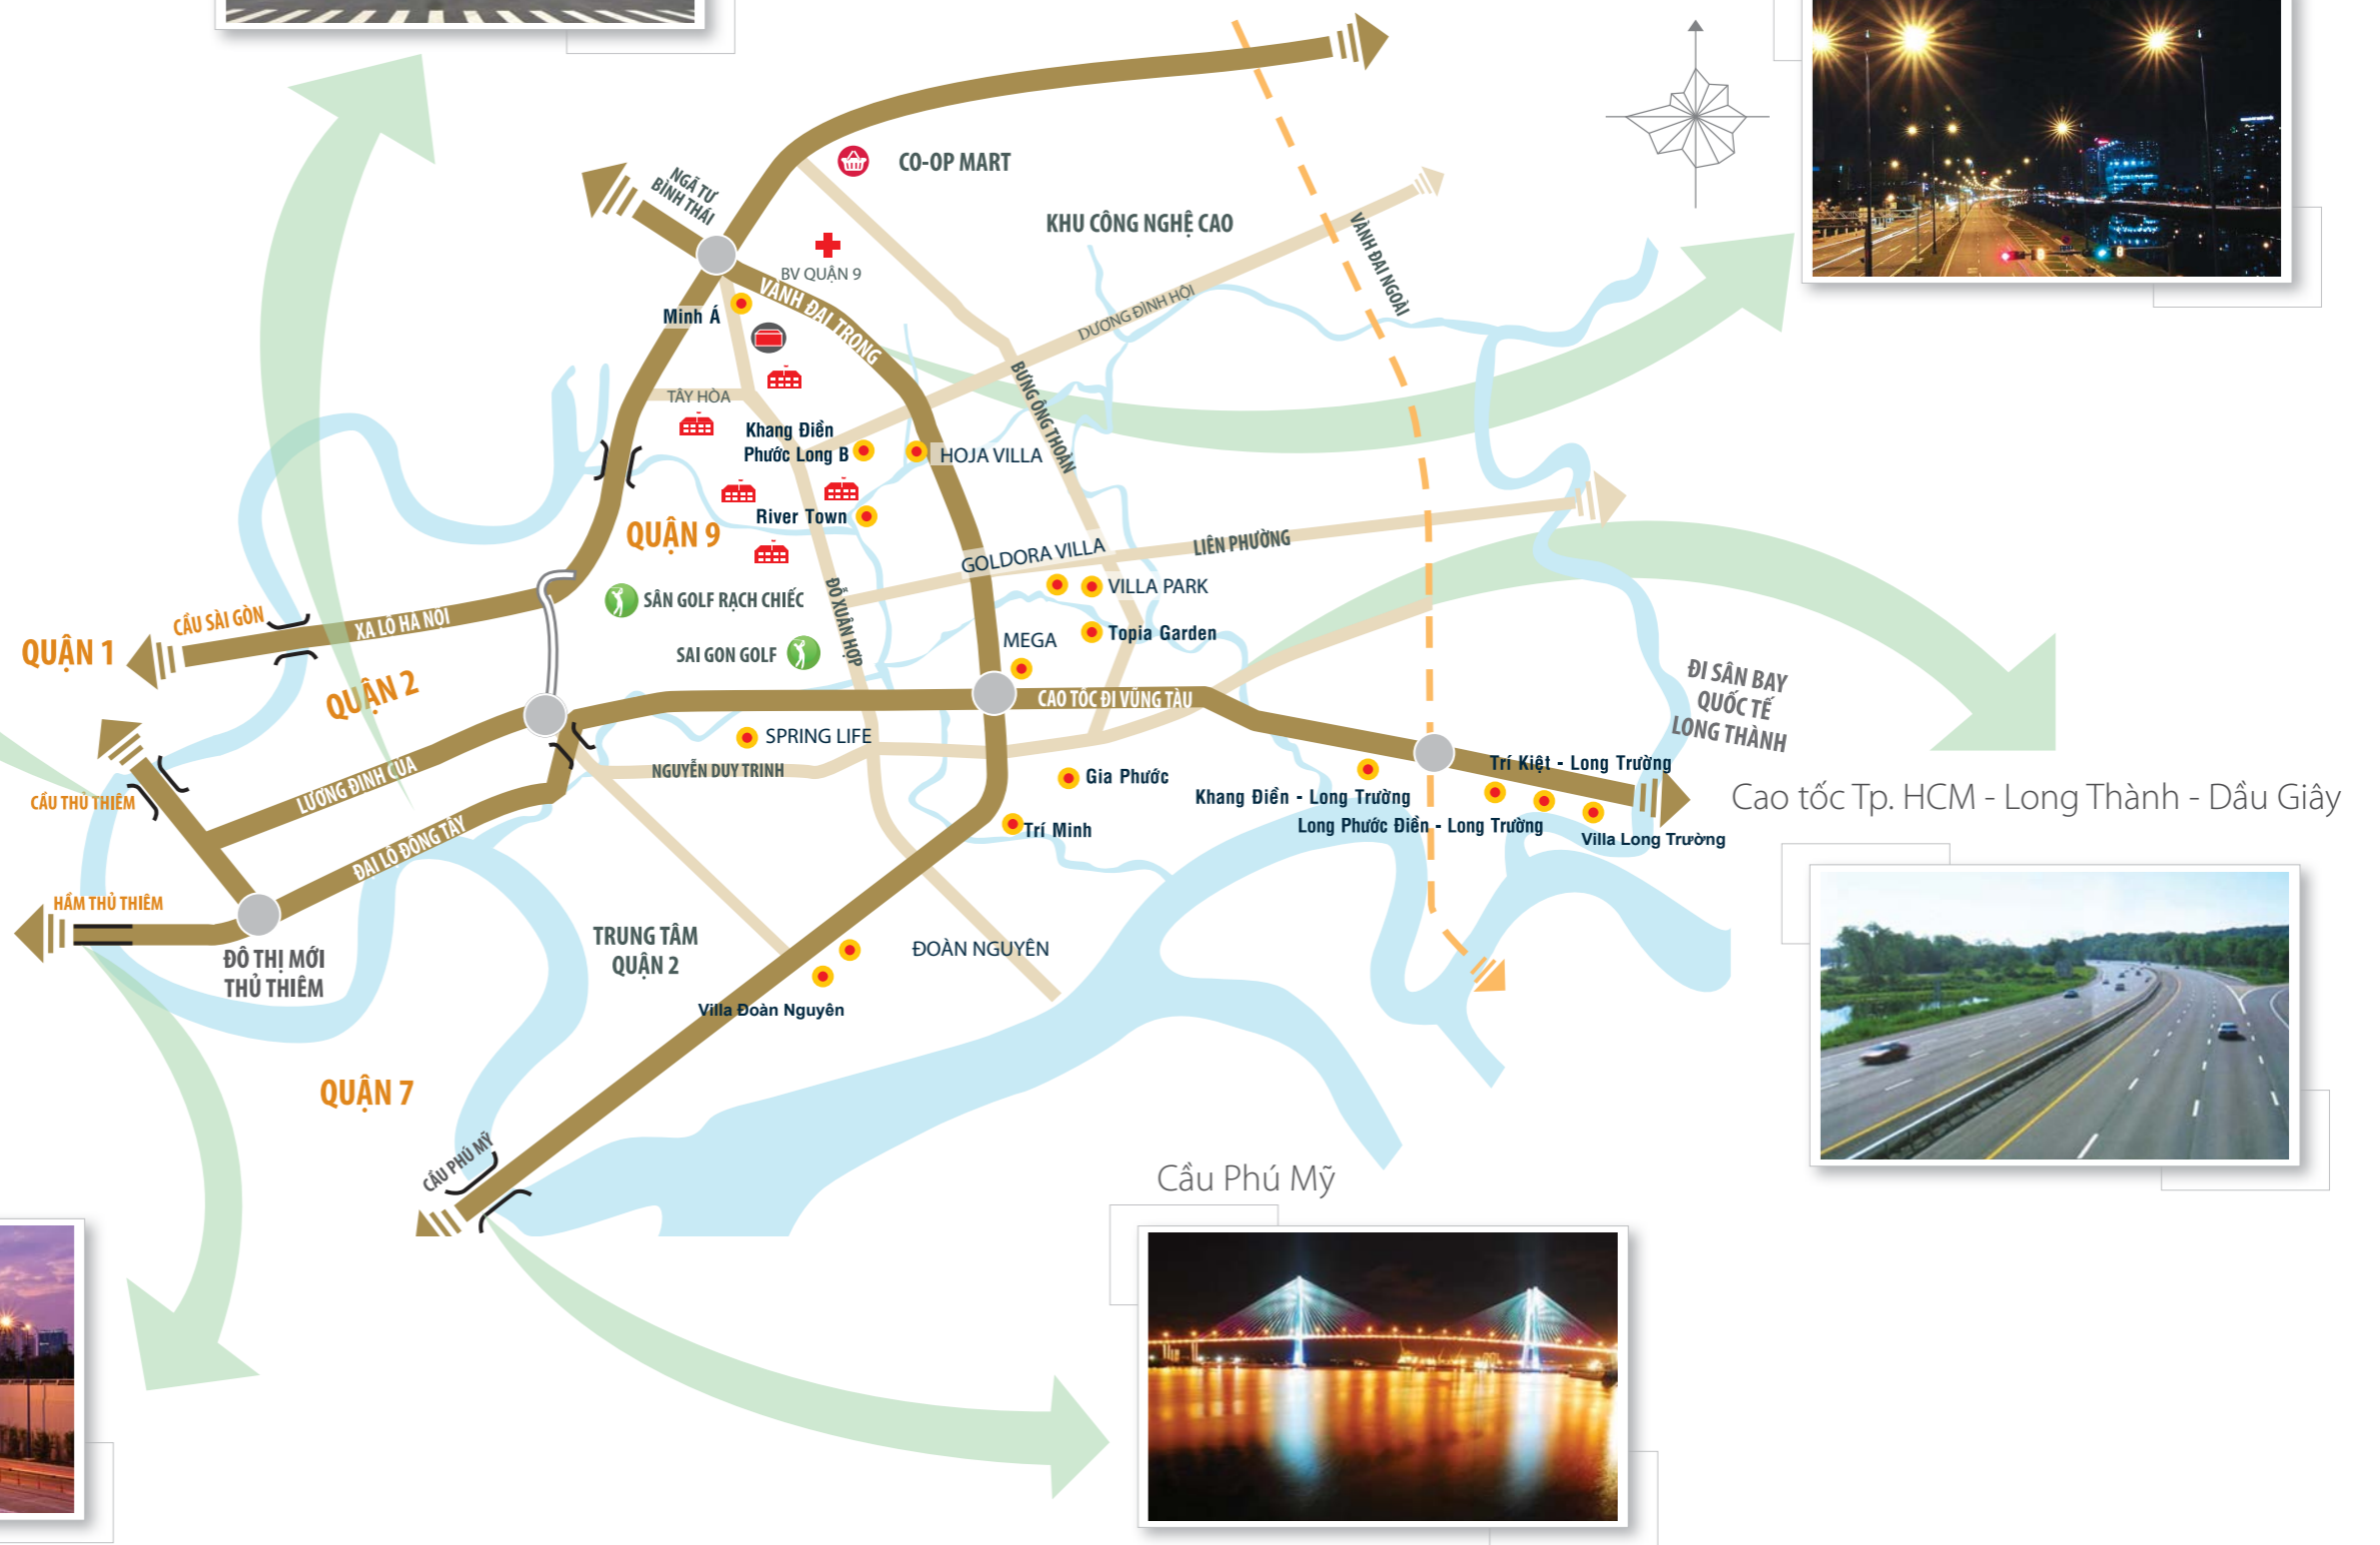 CO-OP MART
NGÃ TƯ
BÌNH THÁI
KHU CÔNG NGHỆ CAO
VÀNH ĐAI NGOÀI
BV QUẬN 9
Minh Á
VÀNH ĐAI TRONG
DƯƠNG ĐÌNH HỘI
TÂY HÒA
BƯNG ÔNG THOÀN
Khang Điền
Phước Long B
HOJA VILLA
River Town
QUẬN 9
GOLDORA VILLA
LIÊN PHƯỜNG
VILLA PARK
SÂN GOLF RẠCH CHIẾC
ĐỖ XUÂN HỢP
CẦU SÀI GÒN
XA LỘ HÀ NỘI
QUẬN 1
SAI GON GOLF
MEGA
Topia Garden
QUẬN 2
CAO TỐC ĐI VŨNG TÀU
ĐI SÂN BAY
QUỐC TẾ
LONG THÀNH
SPRING LIFE
NGUYỄN DUY TRINH
LƯƠNG ĐỊNH CỦA
CẦU THỦ THIÊM
Gia Phước
Trí Kiệt - Long Trường
Khang Điền - Long Trường
Cao tốc Tp. HCM - Long Thành - Dầu Giây
Trí Minh
Long Phước Điền - Long Trường
Villa Long Trường
ĐẠI LỘ ĐÔNG TÂY
HẦM THỦ THIÊM
TRUNG TÂM
QUẬN 2
ĐOÀN NGUYÊN
ĐÔ THỊ MỚI
THỦ THIÊM
Villa Đoàn Nguyên
QUẬN 7
CẦU PHÚ MỸ
Cầu Phú Mỹ